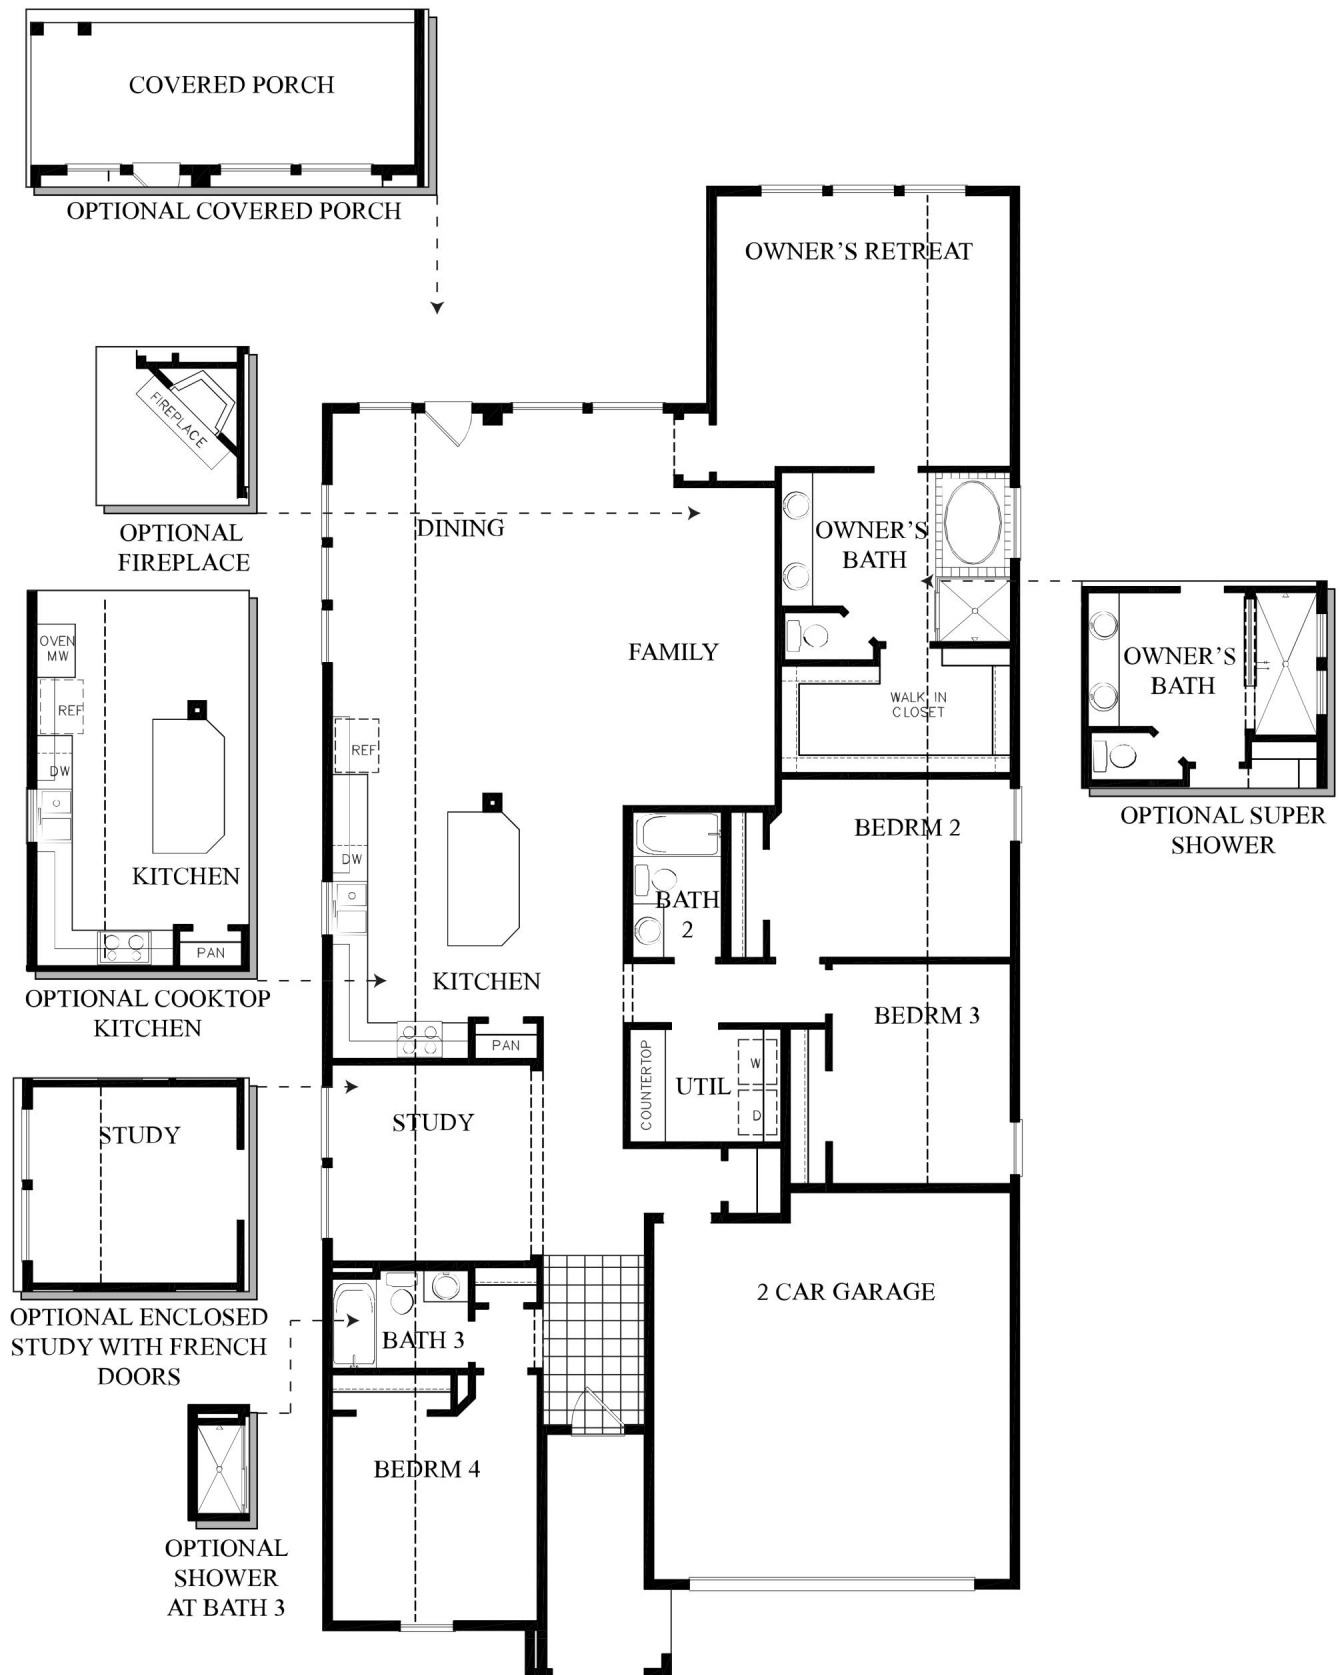 COVERED PORCH
OPTIONAL COVERED PORCH
OWNER’S RETREAT
FIREPLACE
OPTIONAL
FIREPLACE
DINING
OWNER’S
BATH
FAMILY
WALK IN
CLOSET
OWNER’S
BATH
OPTIONAL SUPER
SHOWER
OVEN
MW
REF
DW
KITCHEN
PAN
OPTIONAL COOKTOP
KITCHEN
REF
DW
KITCHEN
PAN
BEDRM 2
BATH
2
BEDRM 3
COUNTERTOP
UTIL
W
D
STUDY
STUDY
OPTIONAL ENCLOSED
STUDY WITH FRENCH
DOORS
2 CAR GARAGE
BATH 3
BEDRM 4
OPTIONAL
SHOWER
AT BATH 3